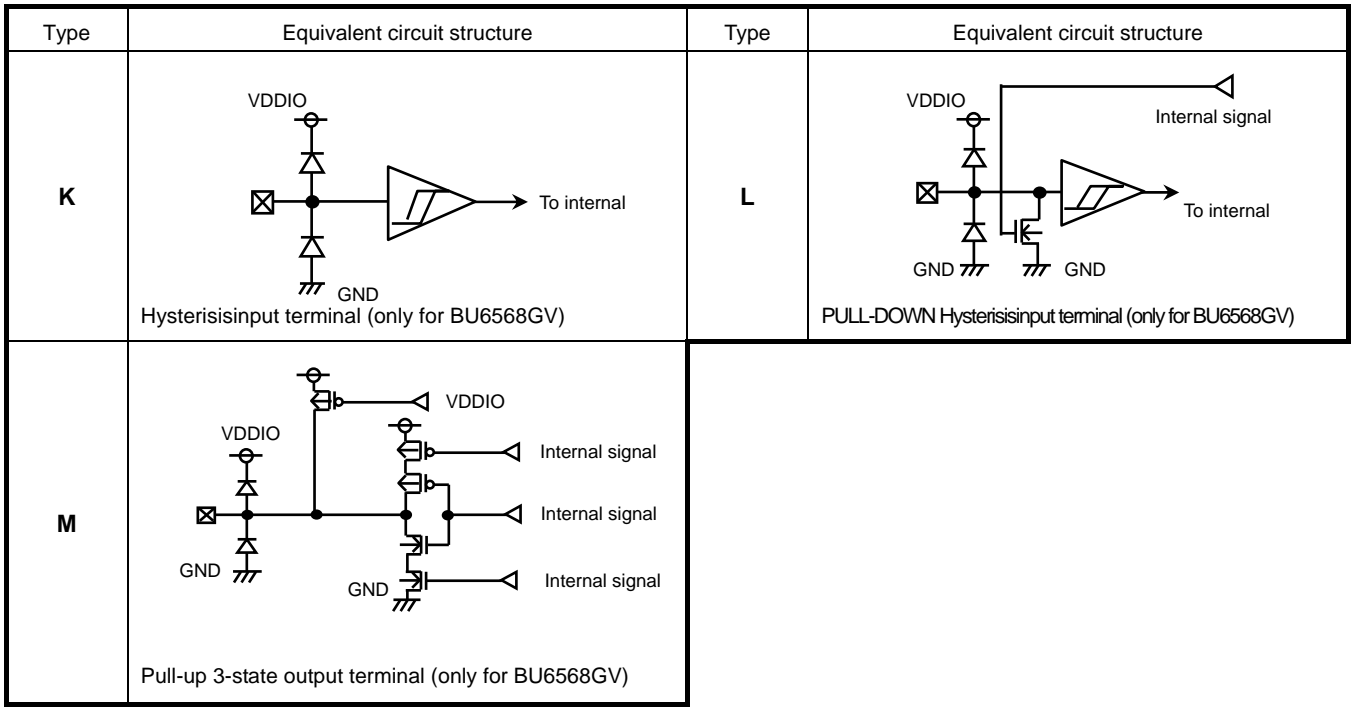 Type
Equivalent circuit structure
Type
Equivalent circuit structure
K
VDDIO
To internal
GND
Hysterisisinput terminal (only for BU6568GV)
L
VDDIO
Internal signal
To internal
GND
GND
PULL-DOWN Hysterisisinput terminal (only for BU6568GV)
M
VDDIO
VDDIO
Internal signal
Internal signal
GND
GND
Internal signal
Pull-up 3-state output terminal (only for BU6568GV)